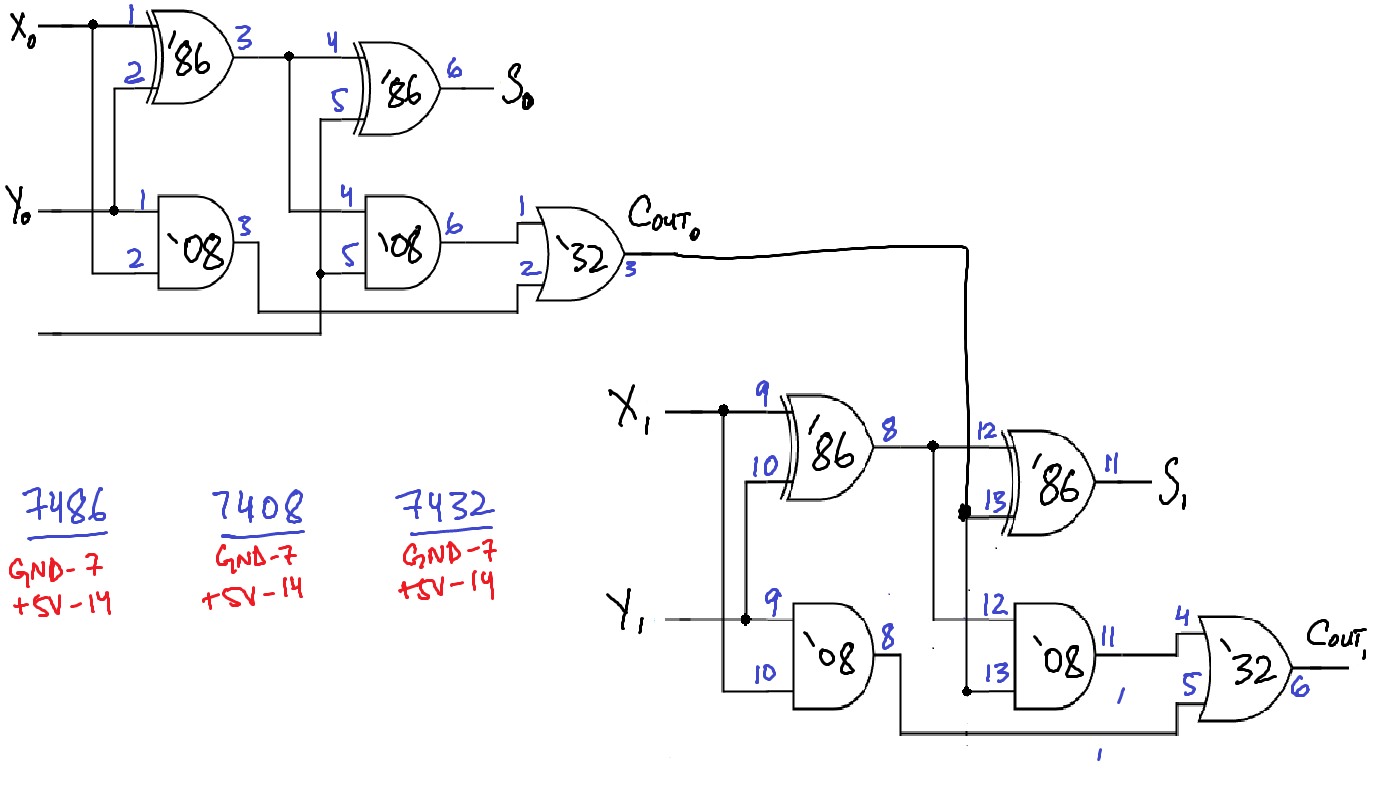 X₀ 1 '86 3 4 '86 6 S₀
2 5
Y₀ 1 '08 3 4 '08 6 1 '32 3 COUT₀
2 5 2
X₁ 9 '86 8 12 '86 11 S₁
10 13
Y₁ 9 '08 8 12 '08 11 4 '32 6 COUT₁
10 13 5
7486 7408 7432
GND-7 GND-7 GND-7
+5V-14 +5V-14 +5V-14